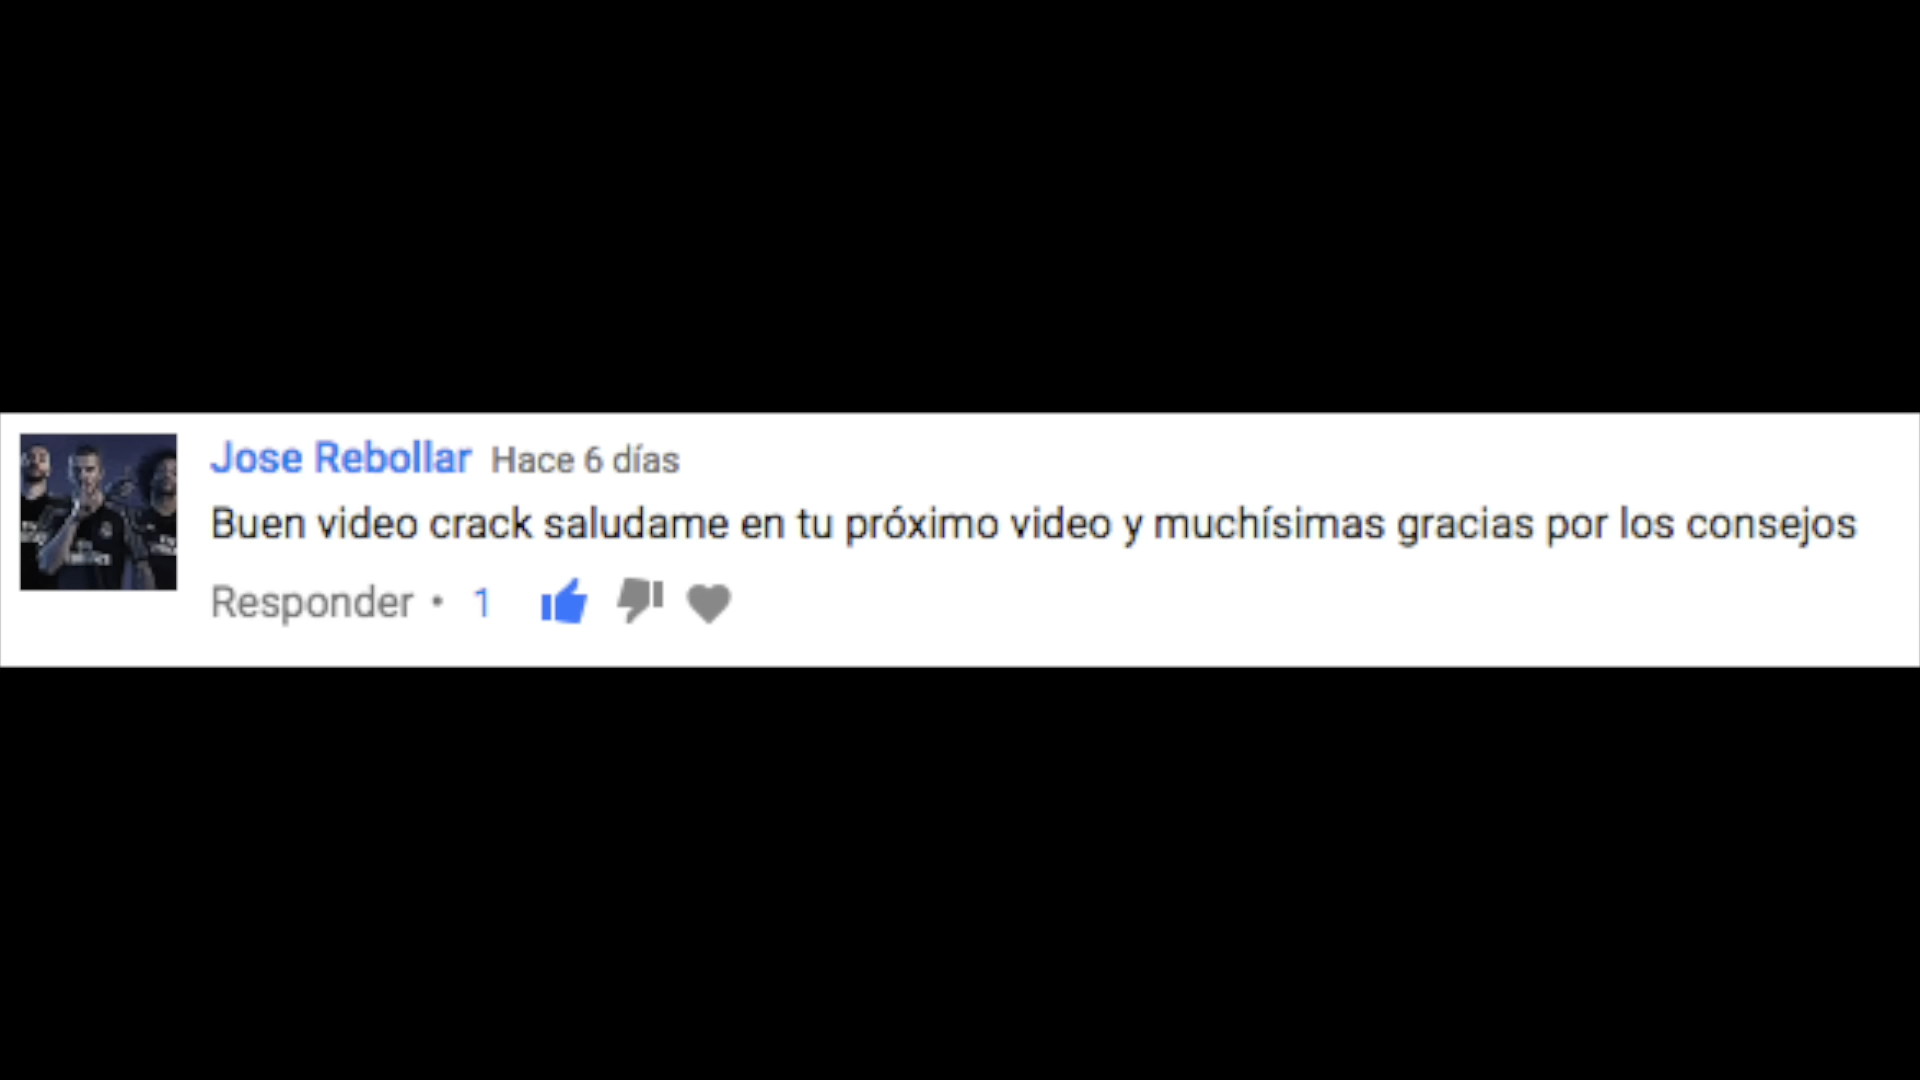 Jose Rebollar Hace 6 días
Buen video crack saludame en tu próximo video y muchísimas gracias por los consejos
Responder • 1